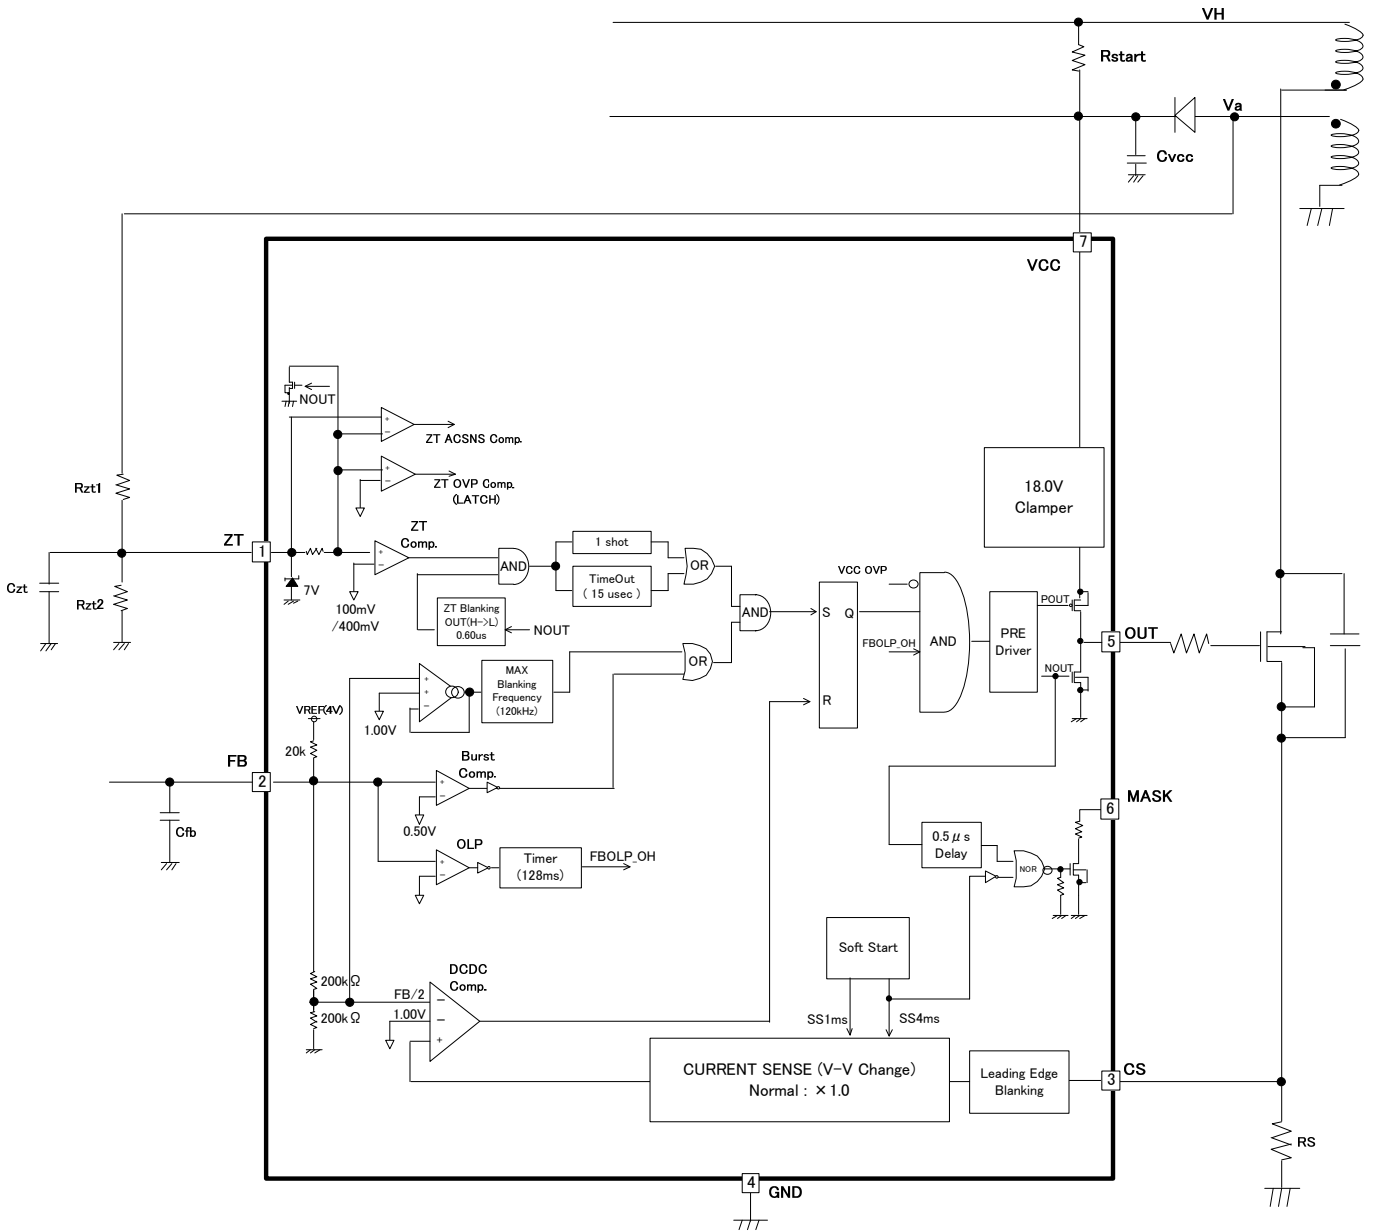 VH
Rstart
Va
Cvcc
7
VCC
NOUT
ZT ACSNS Comp.
ZT OVP Comp.
(LATCH)
18.0V
Clamper
Rzt1
ZT
1
ZT
Comp.
1 shot
OR
AND
TimeOut
( 15 usec )
7V
Czt
Rzt2
100mV
/400mV
ZT Blanking
OUT(H->L)
0.60us
NOUT
AND
VCC OVP
S
Q
FBOLP_OH
AND
PRE
Driver
POUT
NOUT
5
OUT
OR
MAX
Blanking
Frequency
(120kHz)
R
1.00V
VREF(4V)
20k
FB
2
Burst
Comp.
0.50V
Cfb
OLP
Timer
(128ms)
FBOLP_OH
6
MASK
0.5μs
Delay
NOR
Soft Start
SS1ms
SS4ms
200kΩ
200kΩ
DCDC
Comp.
FB/2
1.00V
CURRENT SENSE (V-V Change)
Normal : ×1.0
Leading Edge
Blanking
3
CS
RS
4
GND